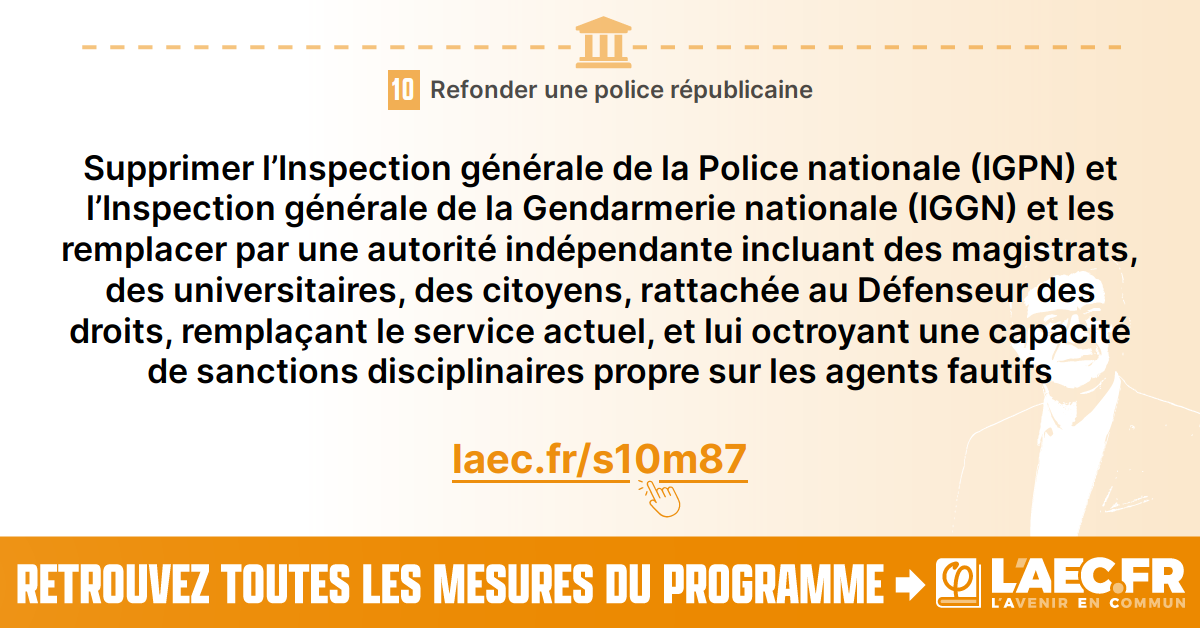 10 Refonder une police républicaine
Supprimer l’Inspection générale de la Police nationale (IGPN) et
l’Inspection générale de la Gendarmerie nationale (IGGN) et les
remplacer par une autorité indépendante incluant des magistrats,
des universitaires, des citoyens, rattachée au Défenseur des
droits, remplaçant le service actuel, et lui octroyant une capacité
de sanctions disciplinaires propre sur les agents fautifs
laec.fr/s10m87
RETROUVEZ TOUTES LES MESURES DU PROGRAMME
φ L'AEC.FR
L'AVENIR EN COMMUN